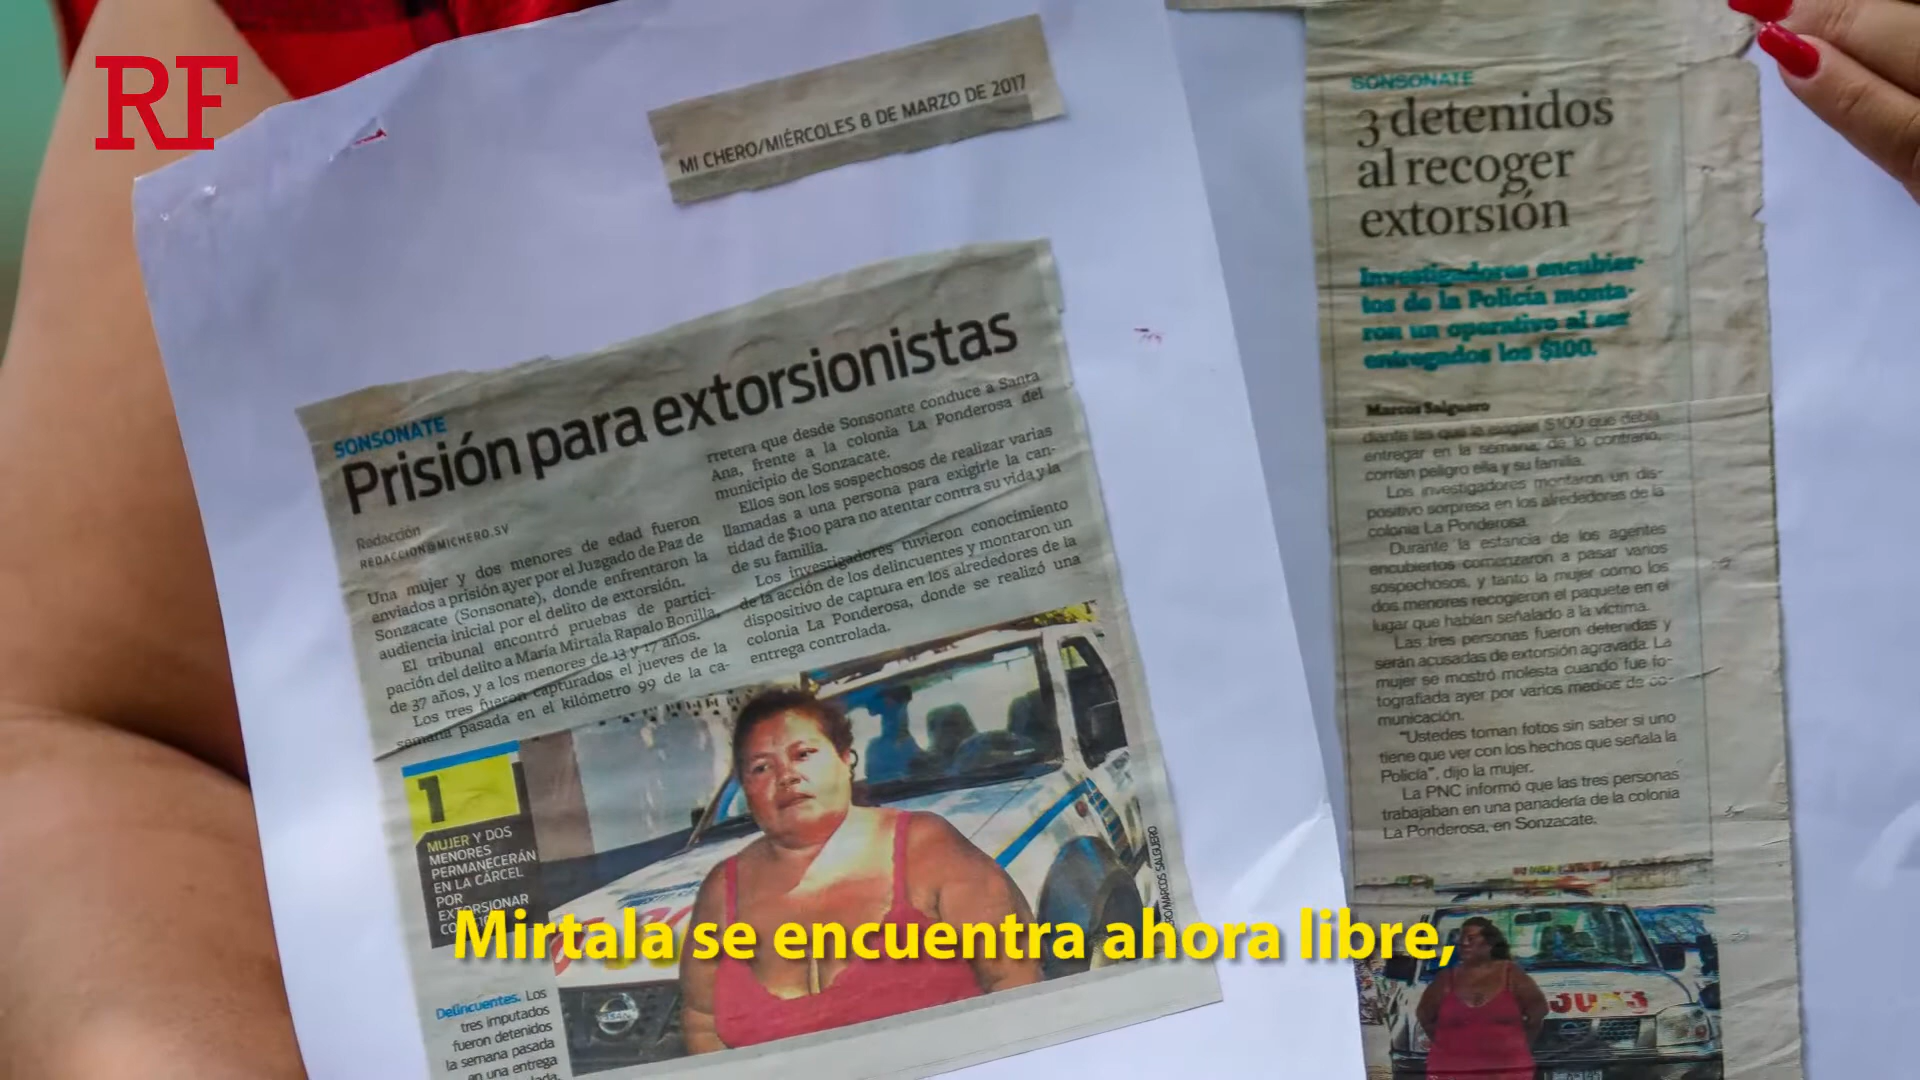 RF
MI CHERO/MIÉRCOLES 8 DE MARZO DE 2017
SONSONATE
Prisión para extorsionistas
Redacción
REDACCION@MICHERO.SV
Una mujer y dos menores de edad fueron
enviados a prisión ayer por el Juzgado de Paz de
Sonzacate (Sonsonate), donde enfrentaron la
audiencia inicial por el delito de extorsión.
El tribunal encontró pruebas de partici-
pación del delito a María Mirtala Rapalo Bonilla,
de 37 años, y a los menores de 13 y 17 años.
Los tres fueron capturados el jueves de la
semana pasada en el kilómetro 99 de la ca-
rretera que desde Sonsonate conduce a Santa
Ana, frente a la colonia La Ponderosa del
municipio de Sonzacate.
Ellos son los sospechosos de realizar varias
llamadas a una persona para exigirle la can-
tidad de $100 para no atentar contra su vida y la
de su familia.
Los investigadores tuvieron conocimiento
de la acción de los delincuentes y montaron un
dispositivo de captura en los alrededores de la
colonia La Ponderosa, donde se realizó una
entrega controlada.
1
MUJER Y DOS
MENORES
PERMANECERÁN
EN LA CÁRCEL
POR
EXTORSIONAR
Delincuentes. Los
tres imputados
fueron detenidos
la semana pasada
en una entrega
MARCOS SALGUERO
NISSAN
SONSONATE
3 detenidos
al recoger
extorsión
Investigadores encubier-
tos de la Policía monta-
ron un operativo al ser
entregados los $100.
Marcos Salguero
diante las que le exigían $100 que debía
entregar en la semana; de lo contrario,
corrían peligro ella y su familia.
Los investigadores montaron un dis-
positivo sorpresa en los alrededores de la
colonia La Ponderosa.
Durante la estancia de los agentes
encubiertos comenzaron a pasar varios
sospechosos, y tanto la mujer como los
dos menores recogieron el paquete en el
lugar que habían señalado a la víctima.
Las tres personas fueron detenidas y
serán acusadas de extorsión agravada. La
mujer se mostró molesta cuando fue fo-
tografiada ayer por varios medios de co-
municación.
"Ustedes toman fotos sin saber si uno
tiene que ver con los hechos que señala la
Policía", dijo la mujer.
La PNC informó que las tres personas
trabajaban en una panadería de la colonia
La Ponderosa, en Sonzacate.
Mirtala se encuentra ahora libre,